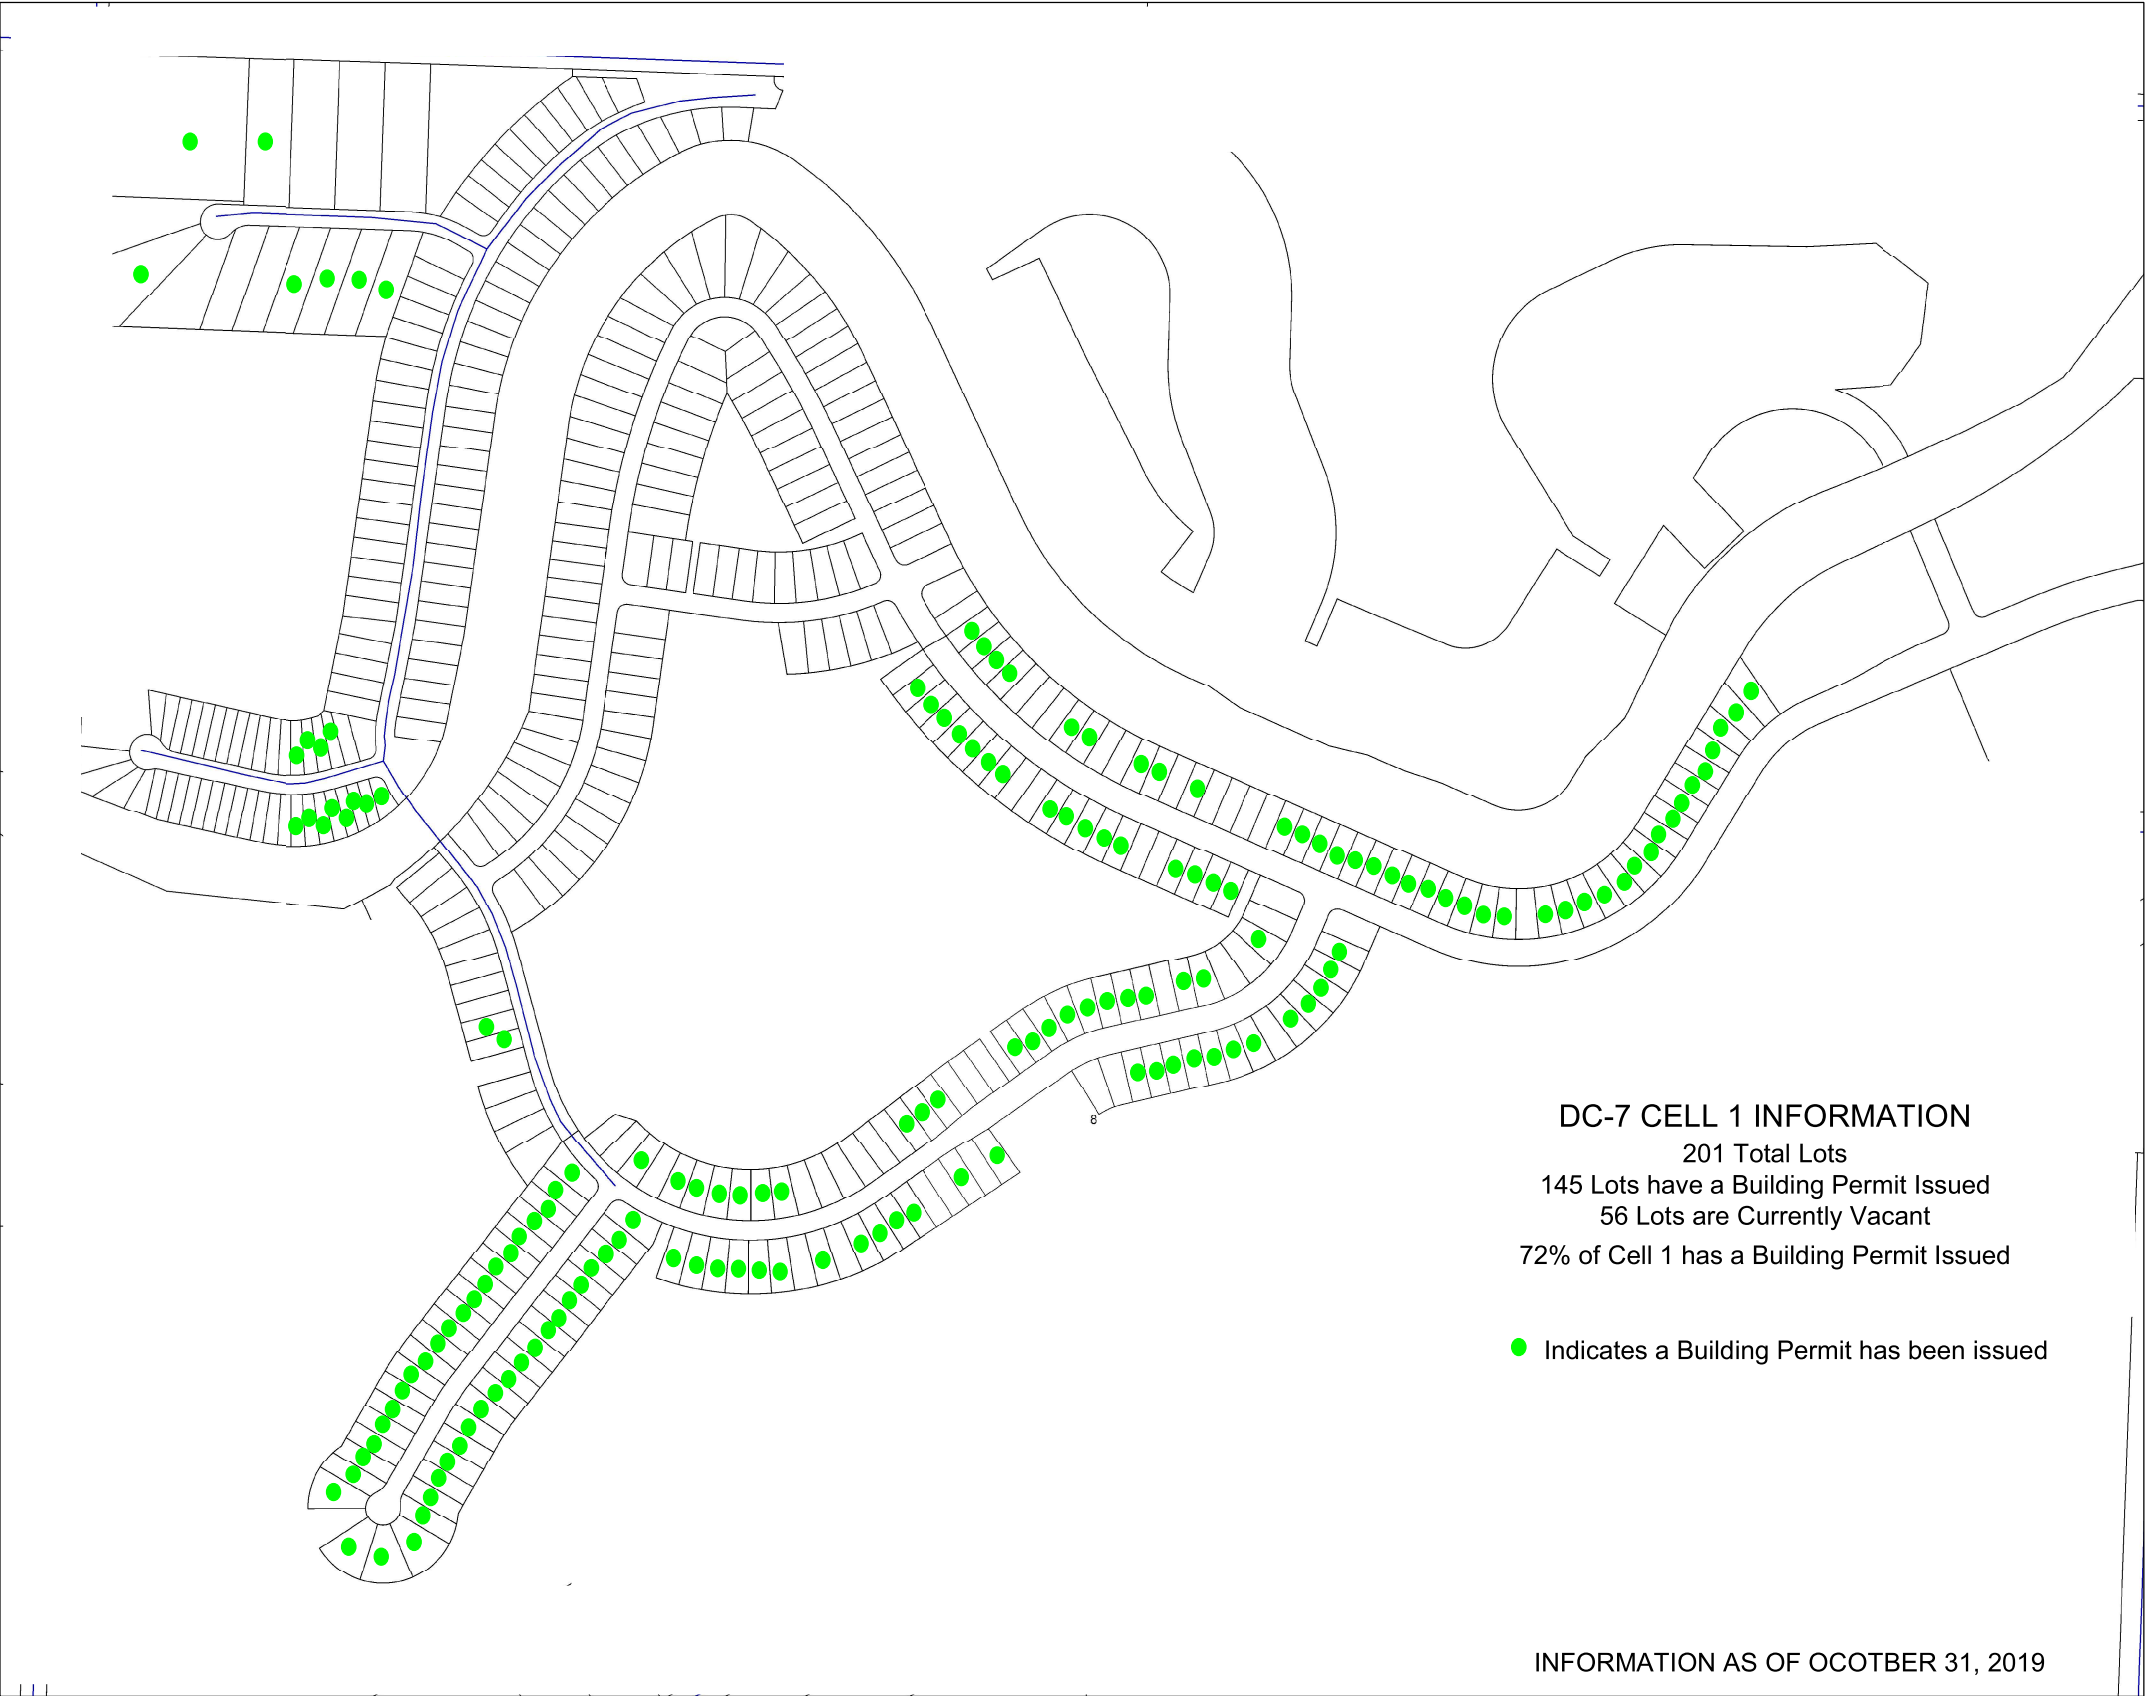 8
DC-7 CELL 1 INFORMATION
201 Total Lots
145 Lots have a Building Permit Issued
56 Lots are Currently Vacant
72% of Cell 1 has a Building Permit Issued
Indicates a Building Permit has been issued
INFORMATION AS OF OCOTBER 31, 2019